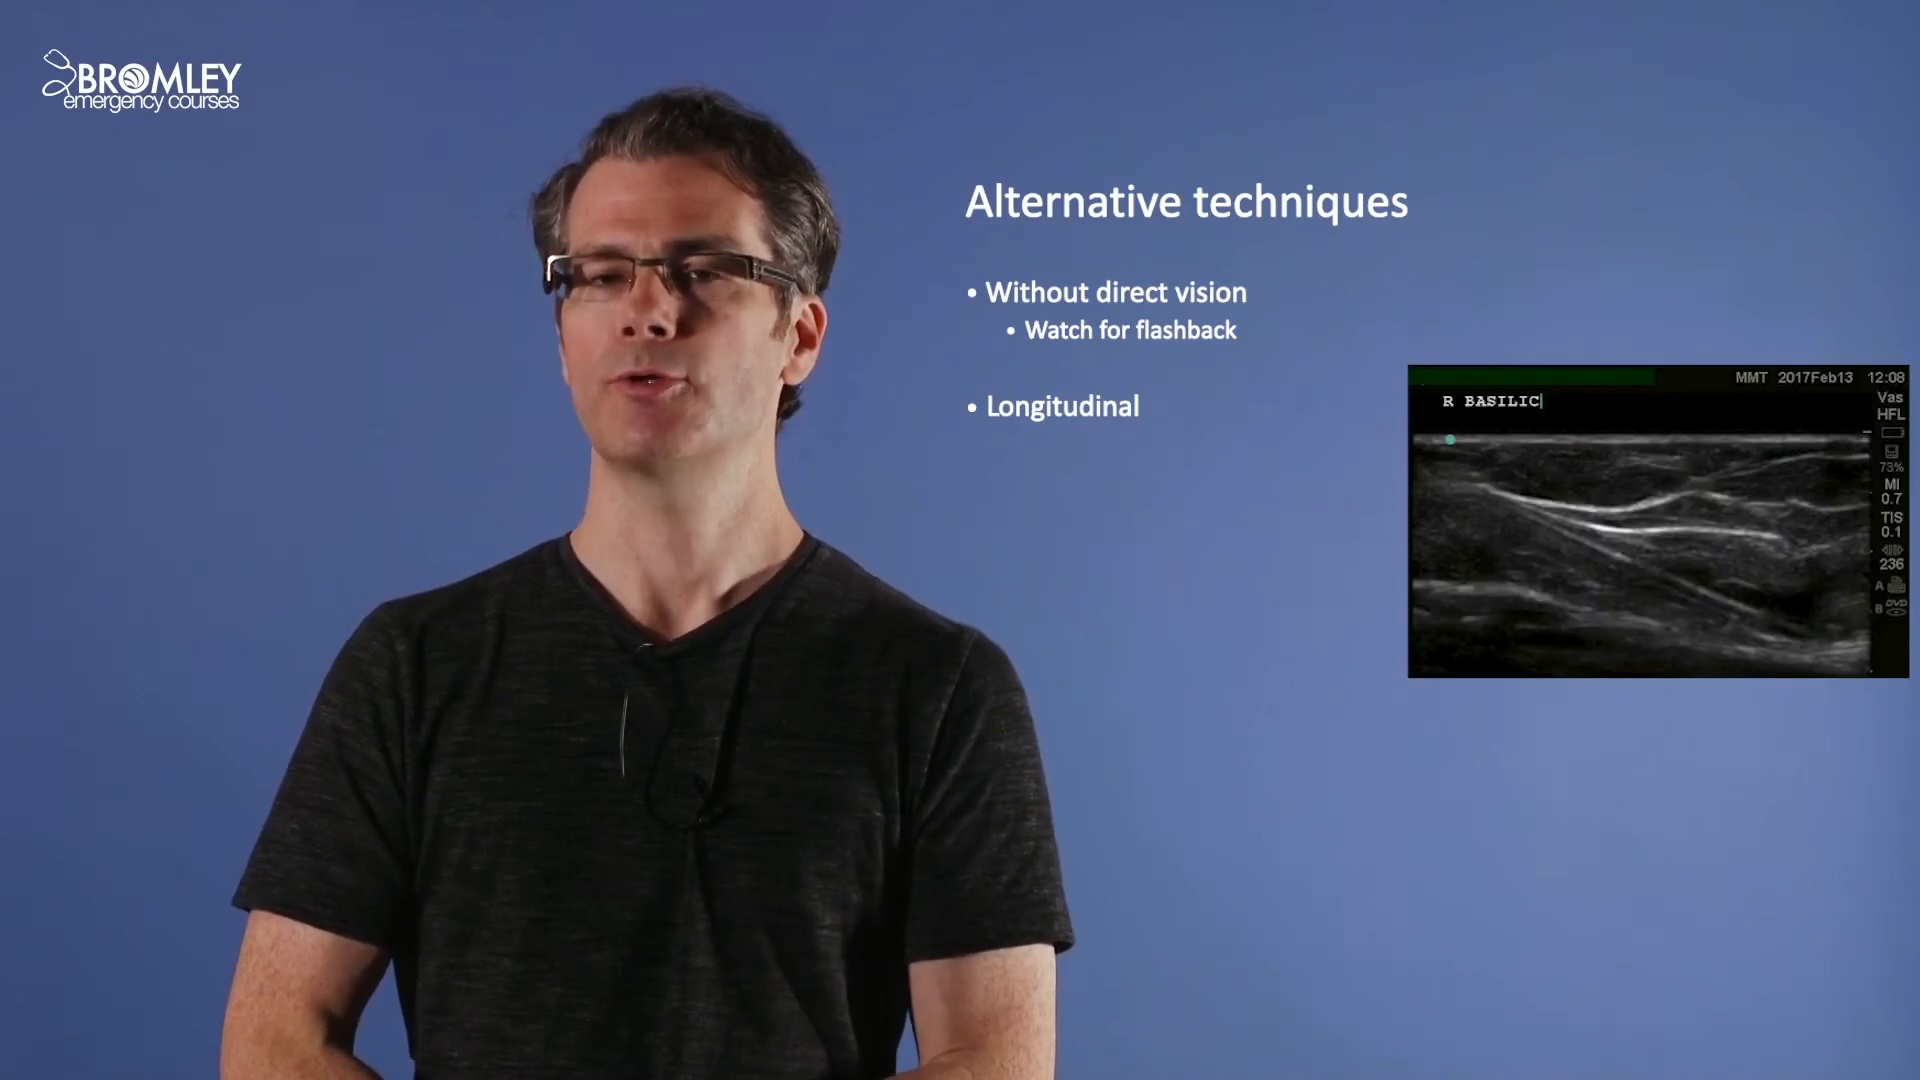 BROMLEY
emergency courses
Alternative techniques
• Without direct vision
• Watch for flashback
• Longitudinal
MMT 2017Feb13 12:08
R BASILIC
Vas
HFL
73%
MI
0.7
TIS
0.1
236
A
B DVD